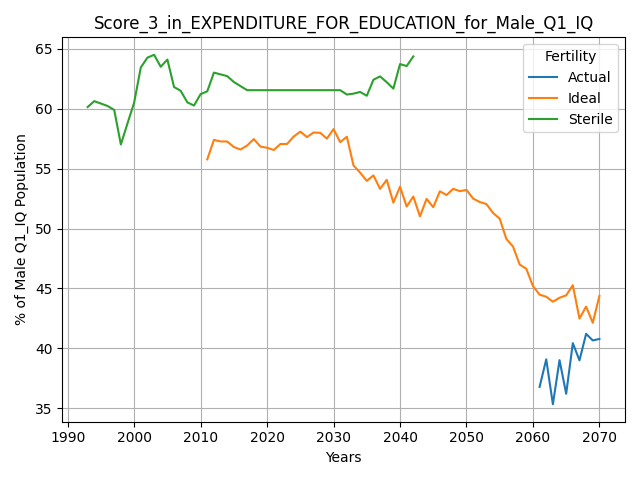 Score_3_in_EXPENDITURE_FOR_EDUCATION_for_Male_Q1_IQ
% of Male Q1_IQ Population
65
60
55
50
45
40
35
Fertility
Actual
Ideal
Sterile
1990 2000 2010 2020 2030 2040 2050 2060 2070
Years